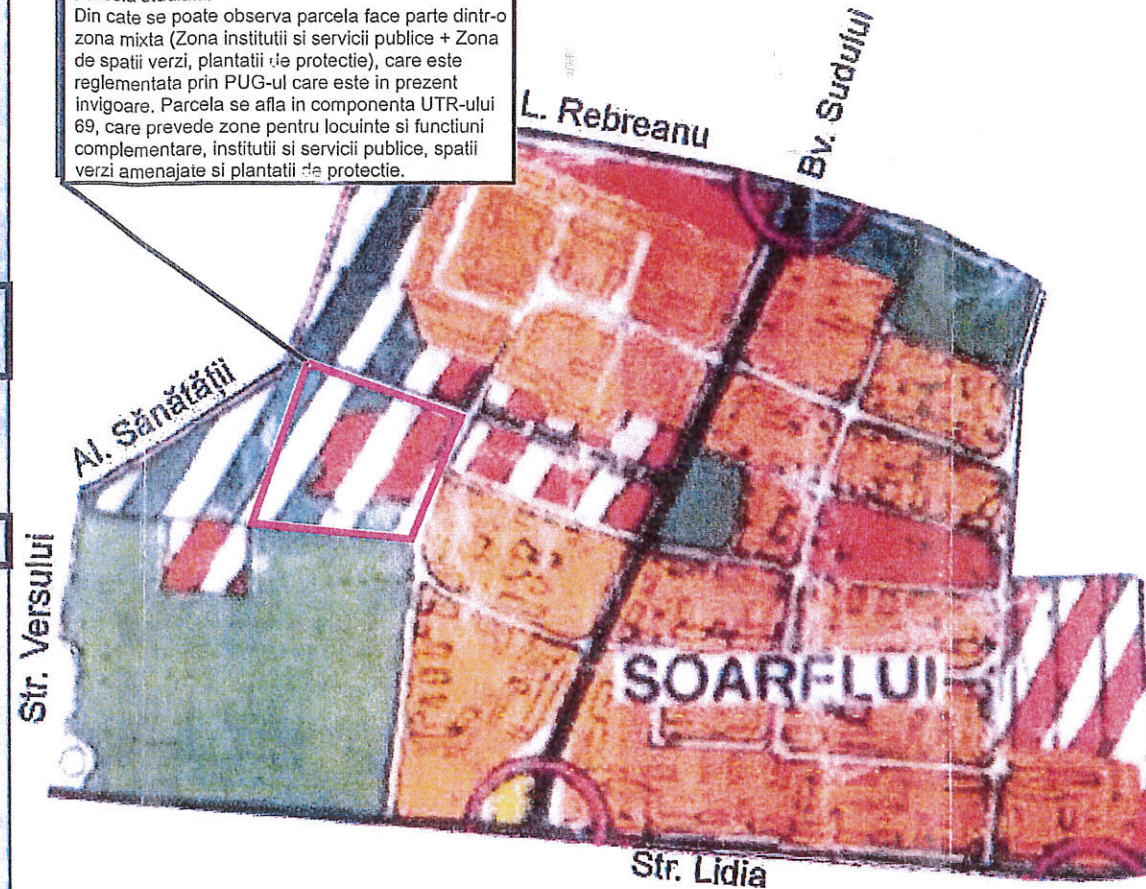 Din cate se poate observa parcela face parte dintr-o
zona mixta (Zona institutii si servicii publice + Zona
de spatii verzi, plantatii de protectie), care este
reglementata prin PUG-ul care este in prezent
invigoare. Parcela se afla in componenta UTR-ului
69, care prevede zone pentru locuinte si functiuni
complementare, institutii si servicii publice, spatii
verzi amenajate si plantatii de protectie.
L. Rebreanu
Bv. Sudului
Al. Sănătății
Str. Versului
SOARELUI
Str. Lidia